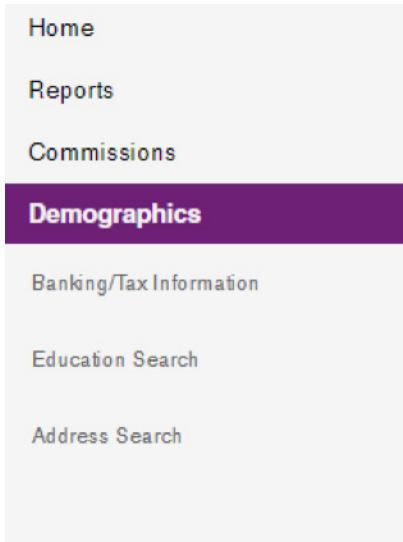 Home
Reports
Commissions
Demographics
Banking/Tax Information
Education Search
Address Search